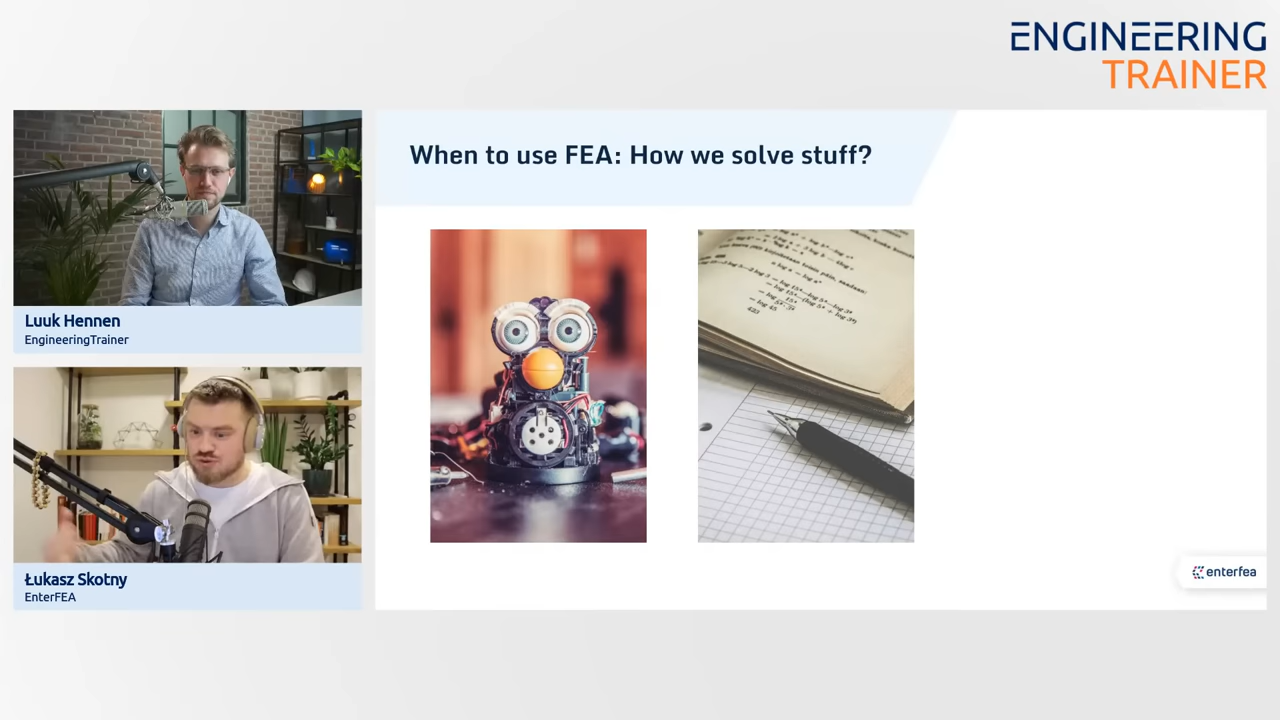 ENGINEERING
TRAINER
When to use FEA: How we solve stuff?
Luuk Hennen
EngineeringTrainer
Łukasz Skotny
EnterFEA
enterfea